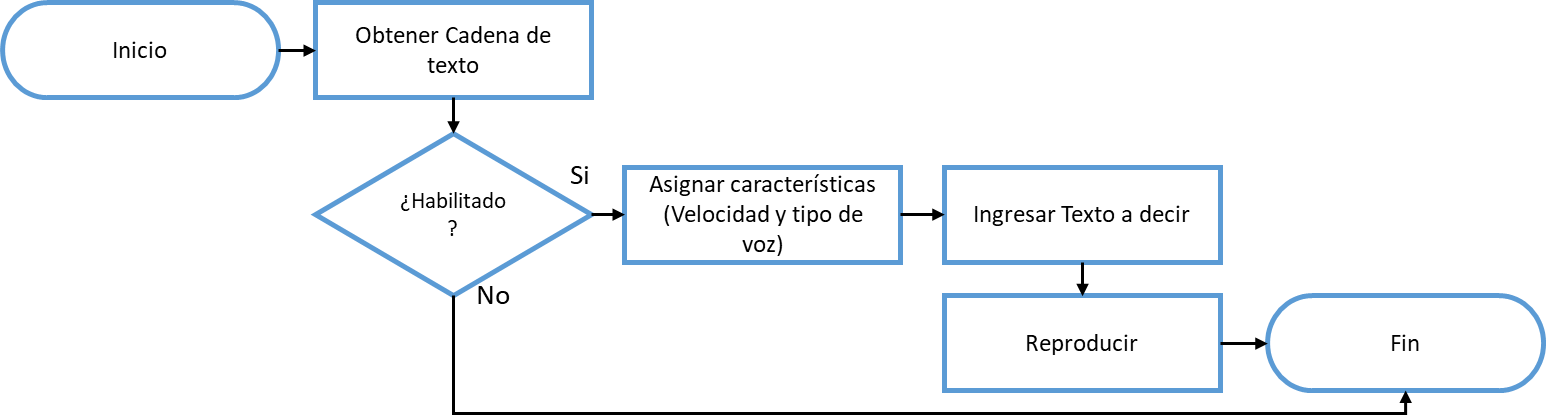 Inicio
Obtener Cadena de
texto
¿Habilitado
?
Si
No
Asignar características
(Velocidad y tipo de
voz)
Ingresar Texto a decir
Reproducir
Fin